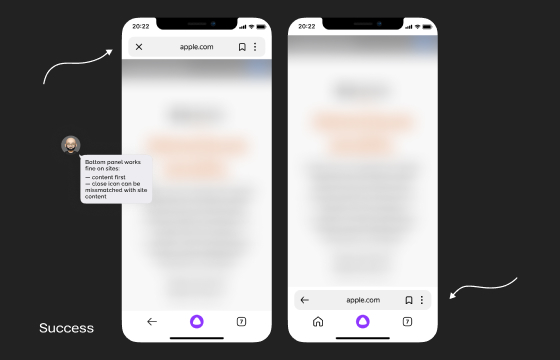 20:22
apple.com
20:22
Bottom panel works
fine on sites:
— content first
— close icon can be
missmatched with site
content
apple.com
7
7
Success